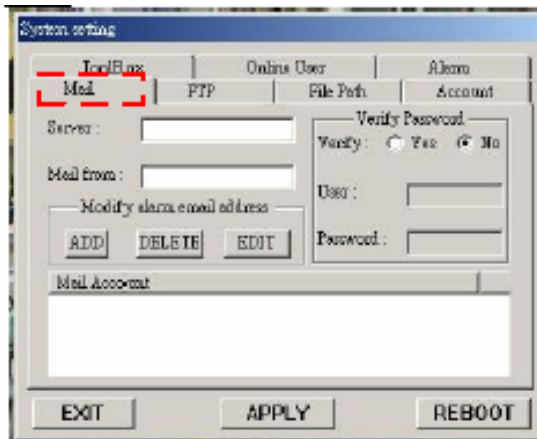 System setting
ToolBox Online User Alarm
Mail FTP File Path Account
Server :
Verify Password
Verify : Yes No
Mail from :
User :
Modify alarm email address
ADD DELETE EDIT
Password :
Mail Account
EXIT APPLY REBOOT